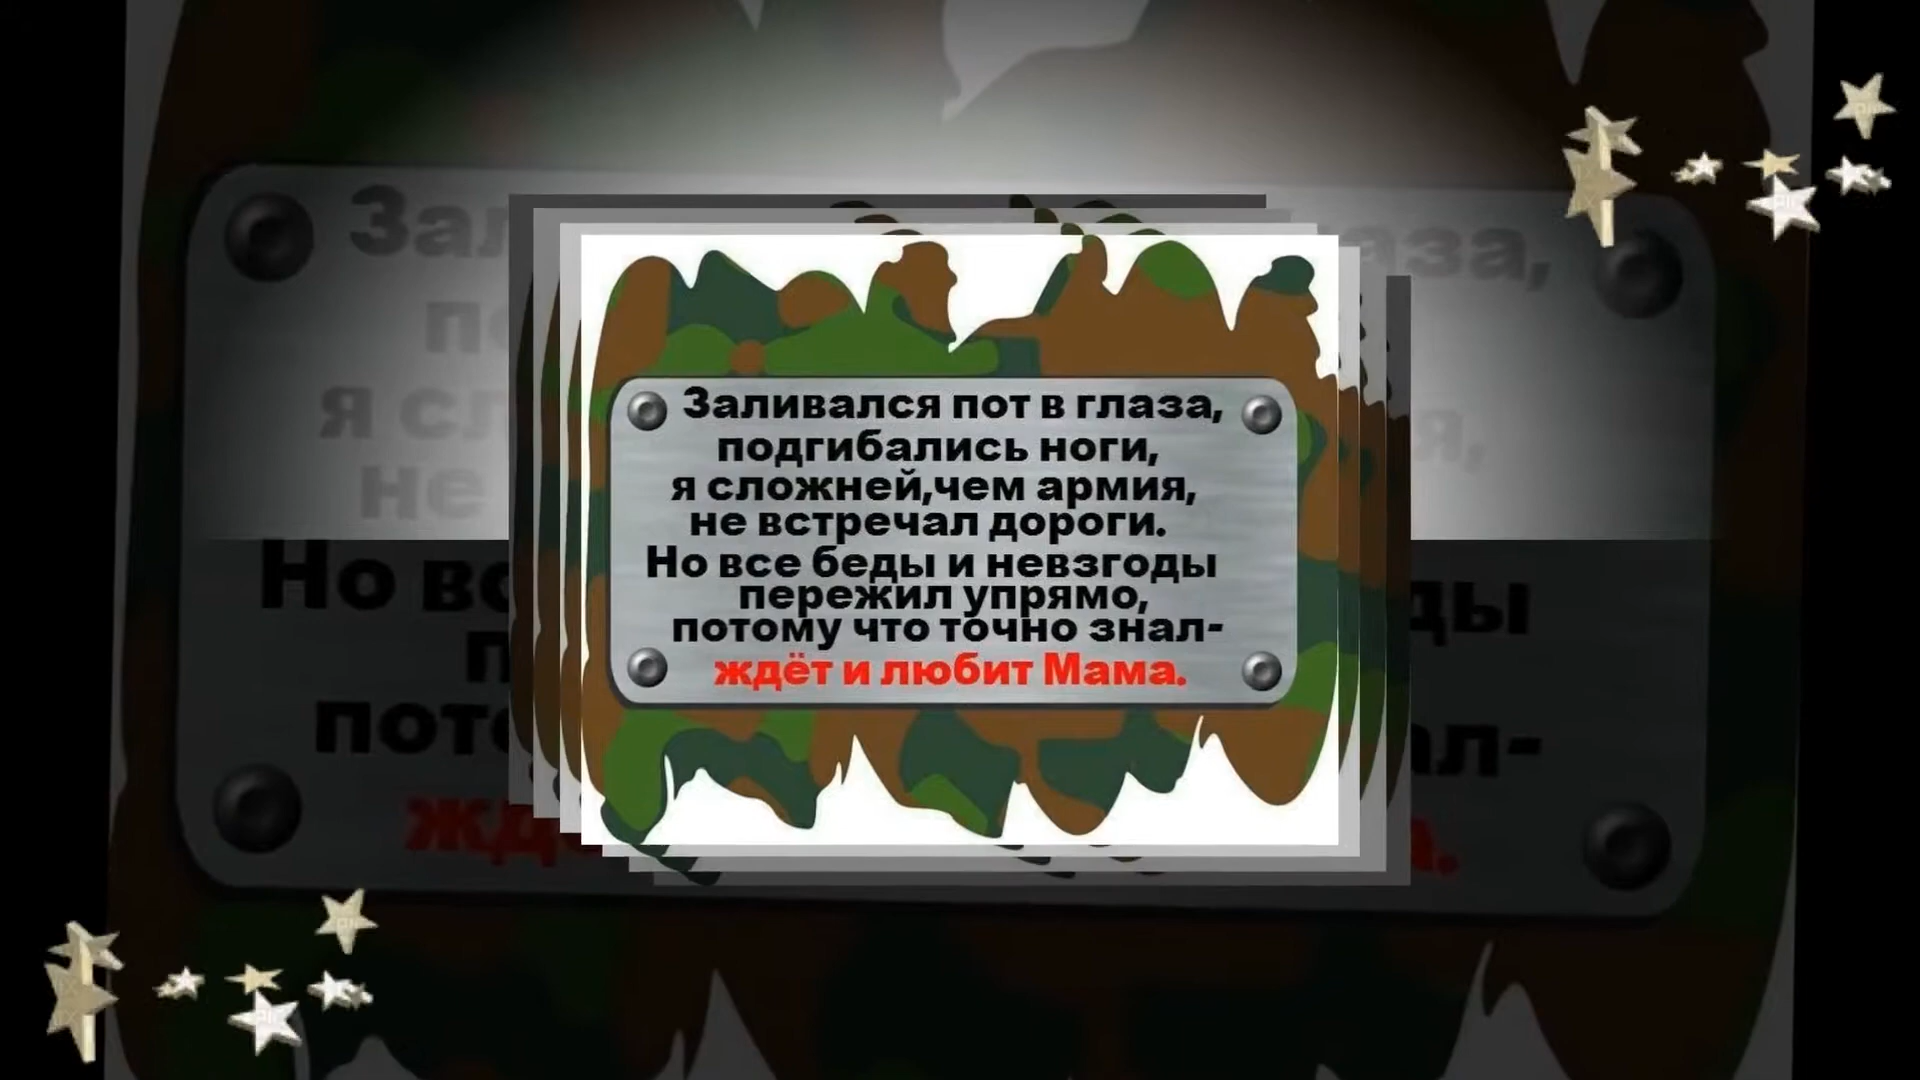 Заливался пот в глаза,
подгибались ноги,
я сложней,чем армия,
не встречал дороги.
Но все беды и невзгоды
пережил упрямо,
потому что точно знал-
ждёт и любит Мама.